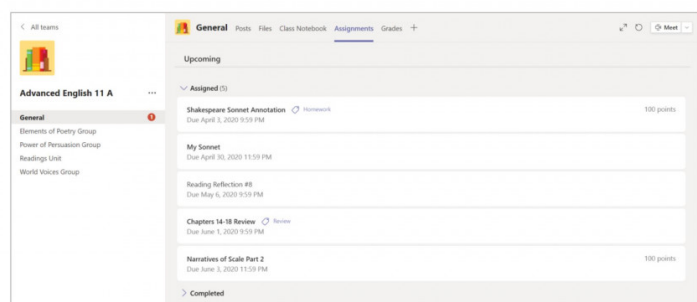 All teams
Advanced English 11 A
General
Elements of Poetry Group
Power of Persuasion Group
Readings Unit
World Voices Group
General Posts Files Class Notebook Assignments Grades
Meet
Upcoming
Assigned (5)
Shakespeare Sonnet Annotation Homework 100 points
Due April 3, 2020 9:59 PM
My Sonnet
Due April 30, 2020 11:59 PM
Reading Reflection #8
Due May 6, 2020 9:59 PM
Chapters 14-18 Review Review
Due June 1, 2020 9:59 PM
Narratives of Scale Part 2 100 points
Due June 3, 2020 11:59 PM
Completed